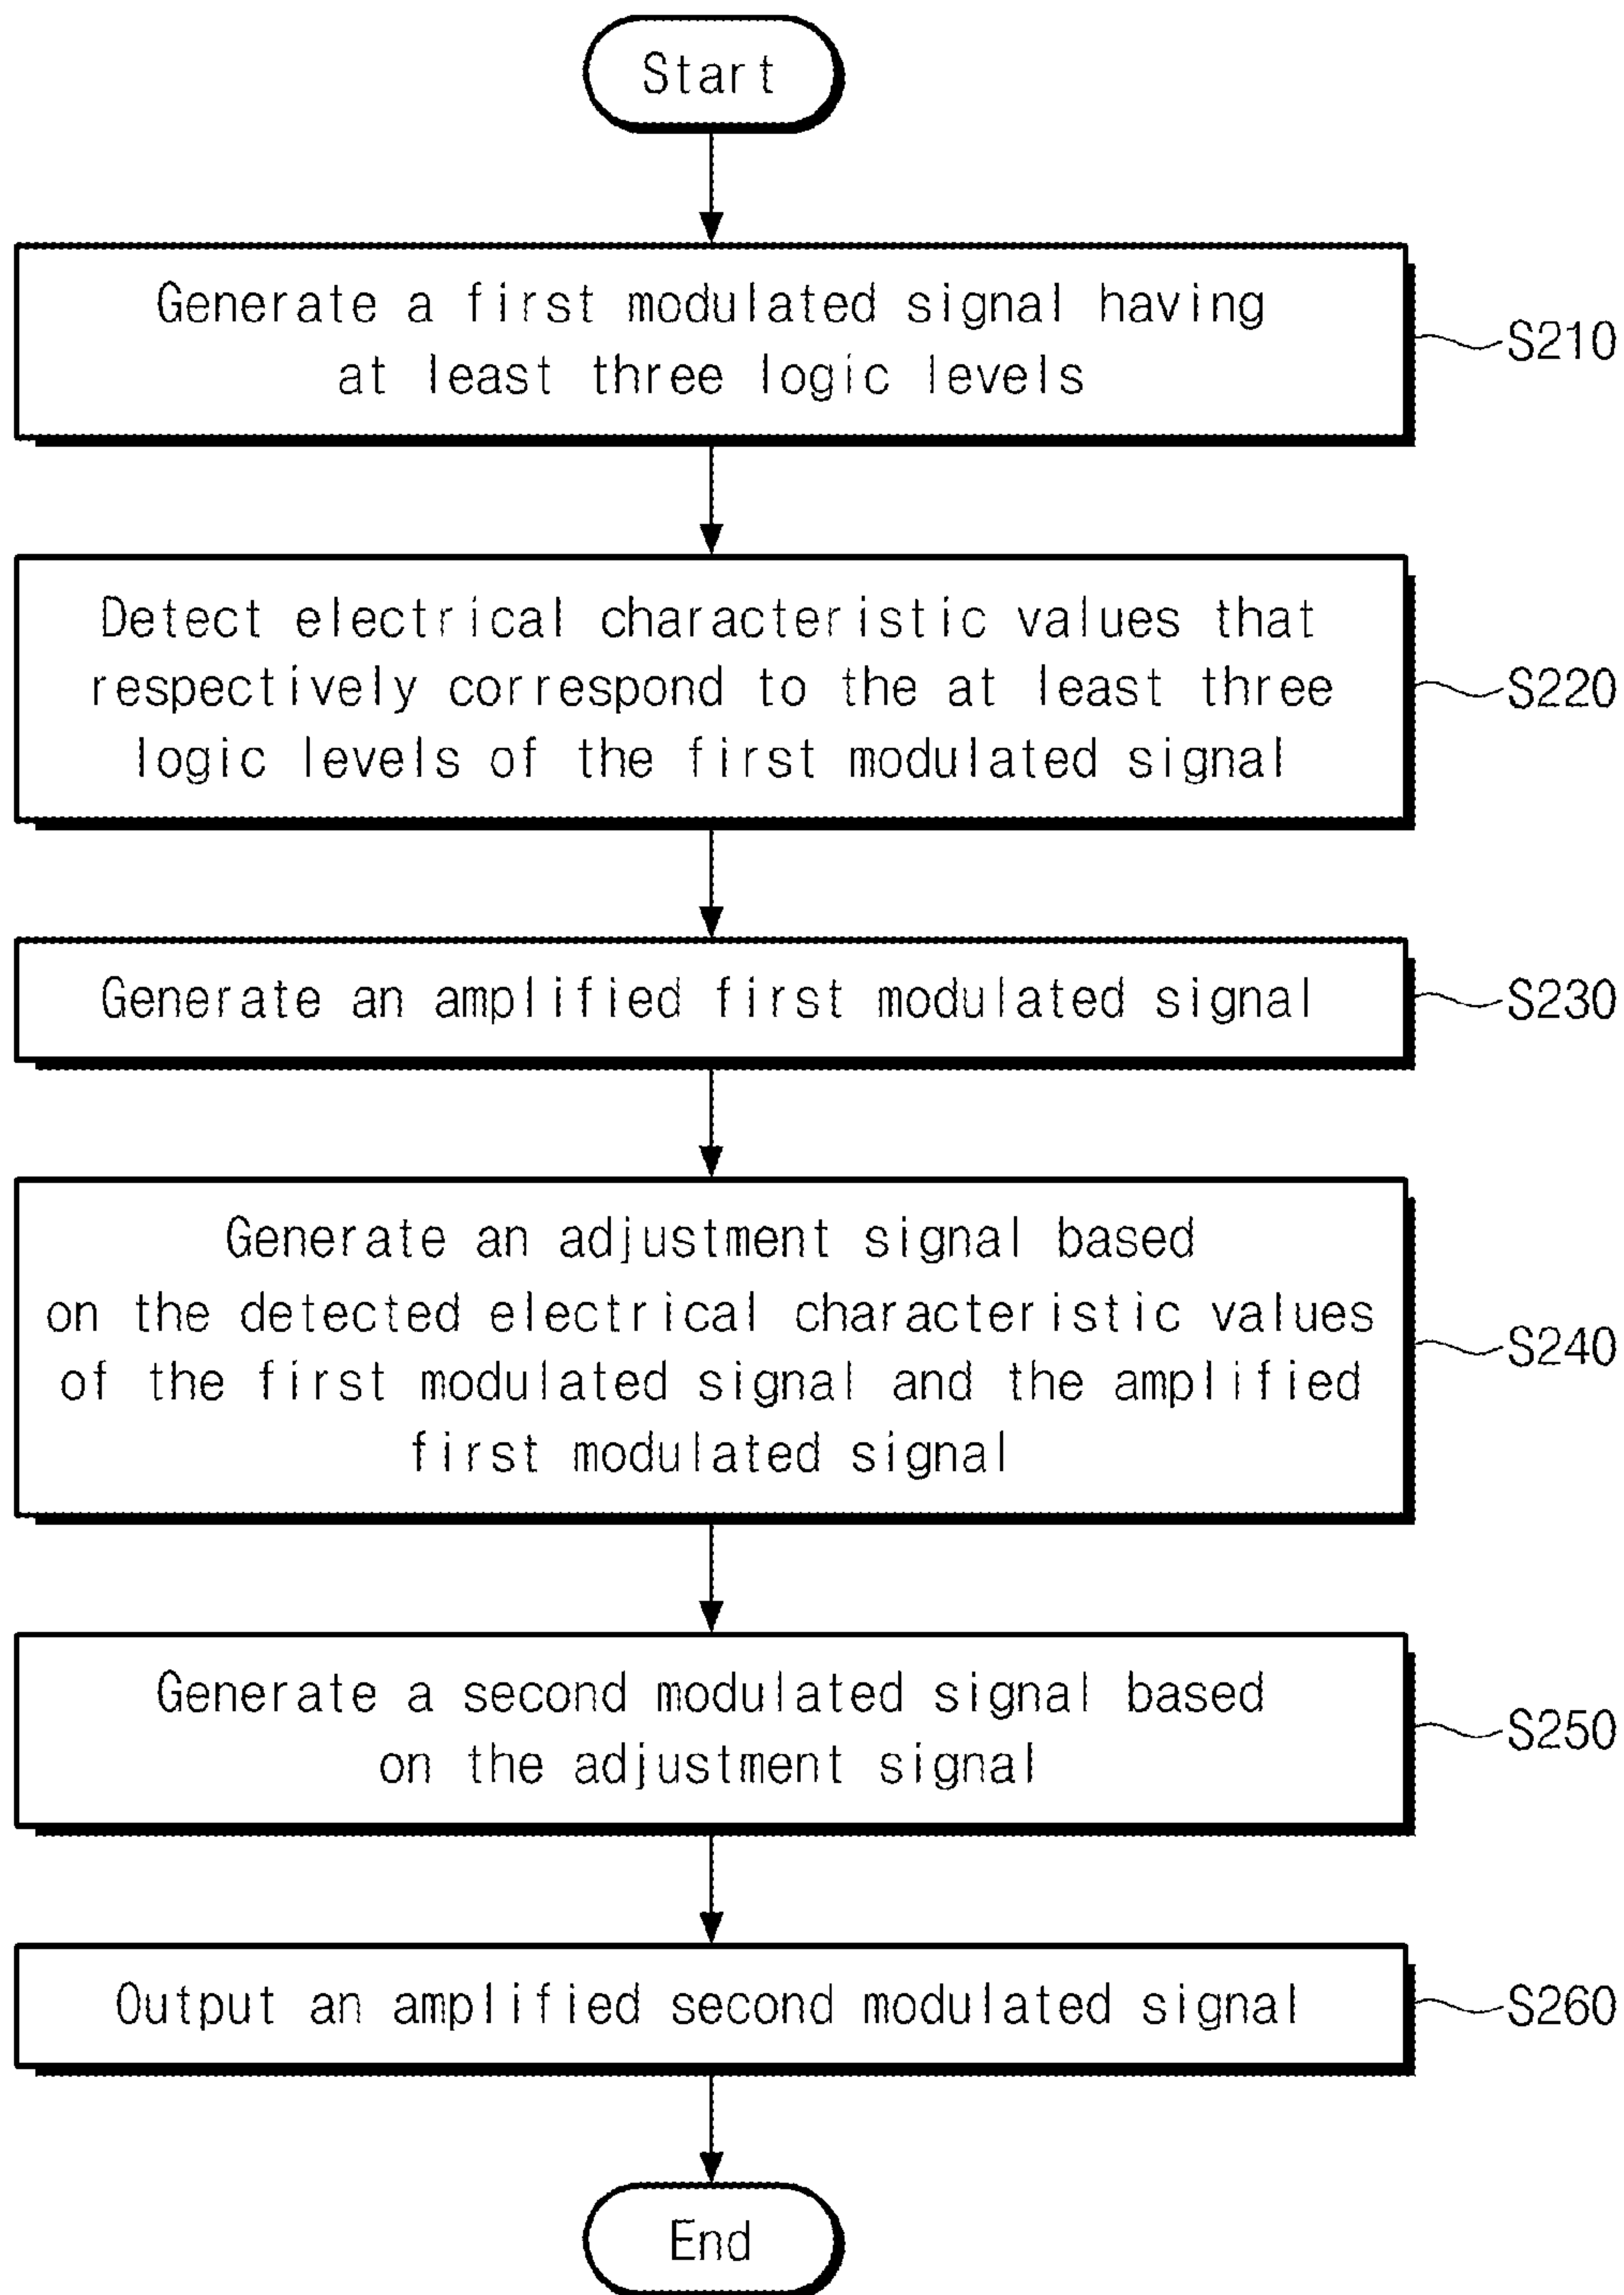 Start
Generate a first modulated signal having
at least three logic levels
S210
Detect electrical characteristic values that
respectively correspond to the at least three
logic levels of the first modulated signal
S220
Generate an amplified first modulated signal
S230
Generate an adjustment signal based
on the detected electrical characteristic values
of the first modulated signal and the amplified
first modulated signal
S240
Generate a second modulated signal based
on the adjustment signal
S250
Output an amplified second modulated signal
S260
End